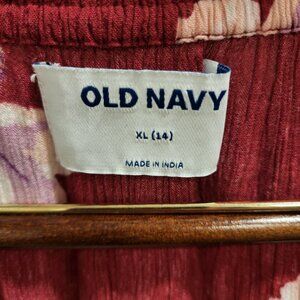 OLD NAVY
XL (14)
MADE IN INDIA